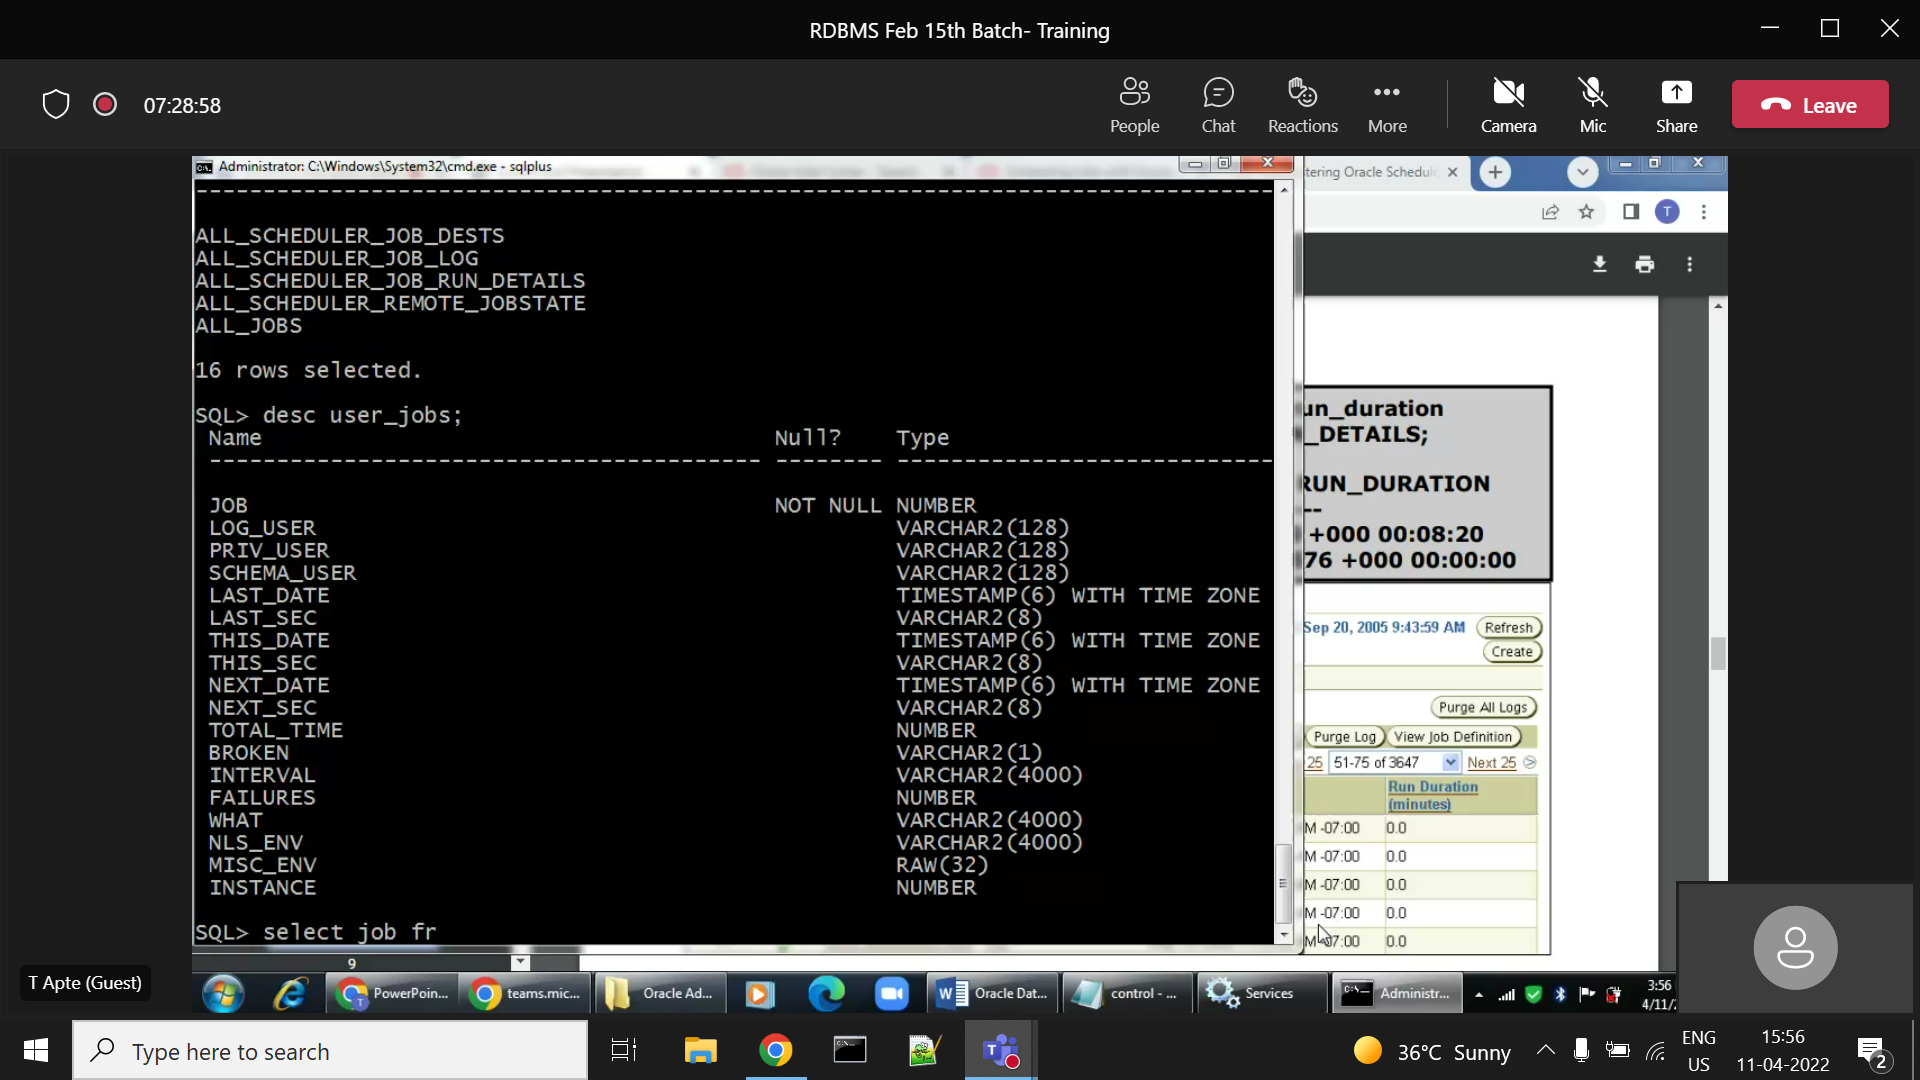 RDBMS Feb 15th Batch- Training
07:28:58
People
Chat
Reactions
More
Camera
Mic
Share
Leave
Administrator: C:\Windows\System32\cmd.exe - sqlplus
tering Oracle Schedul
T
ALL_SCHEDULER_JOB_DESTS
ALL_SCHEDULER_JOB_LOG
ALL_SCHEDULER_JOB_RUN_DETAILS
ALL_SCHEDULER_REMOTE_JOBSTATE
ALL_JOBS
16 rows selected.
SQL> desc user_jobs;
Name Null? Type
JOB NOT NULL NUMBER
LOG_USER VARCHAR2(128)
PRIV_USER VARCHAR2(128)
SCHEMA_USER VARCHAR2(128)
LAST_DATE TIMESTAMP(6) WITH TIME ZONE
LAST_SEC VARCHAR2(8)
THIS_DATE TIMESTAMP(6) WITH TIME ZONE
THIS_SEC VARCHAR2(8)
NEXT_DATE TIMESTAMP(6) WITH TIME ZONE
NEXT_SEC VARCHAR2(8)
TOTAL_TIME NUMBER
BROKEN VARCHAR2(1)
INTERVAL VARCHAR2(4000)
FAILURES NUMBER
WHAT VARCHAR2(4000)
NLS_ENV VARCHAR2(4000)
MISC_ENV RAW(32)
INSTANCE NUMBER
SQL> select job fr
un_duration
_DETAILS;
RUN_DURATION
--
+000 00:08:20
76 +000 00:00:00
Sep 20, 2005 9:43:59 AM Refresh
Create
Purge All Logs
Purge Log View Job Definition
25 51-75 of 3647 Next 25
Run Duration
(minutes)
M -07:00 0.0
M -07:00 0.0
M -07:00 0.0
M -07:00 0.0
M -07:00 0.0
9
T Apte (Guest)
PowerPoin...
teams.mic...
Oracle Ad...
Oracle Dat...
control - ...
Services
Administr...
3:56
4/11/
Type here to search
36°C Sunny
ENG
US
15:56
11-04-2022
2